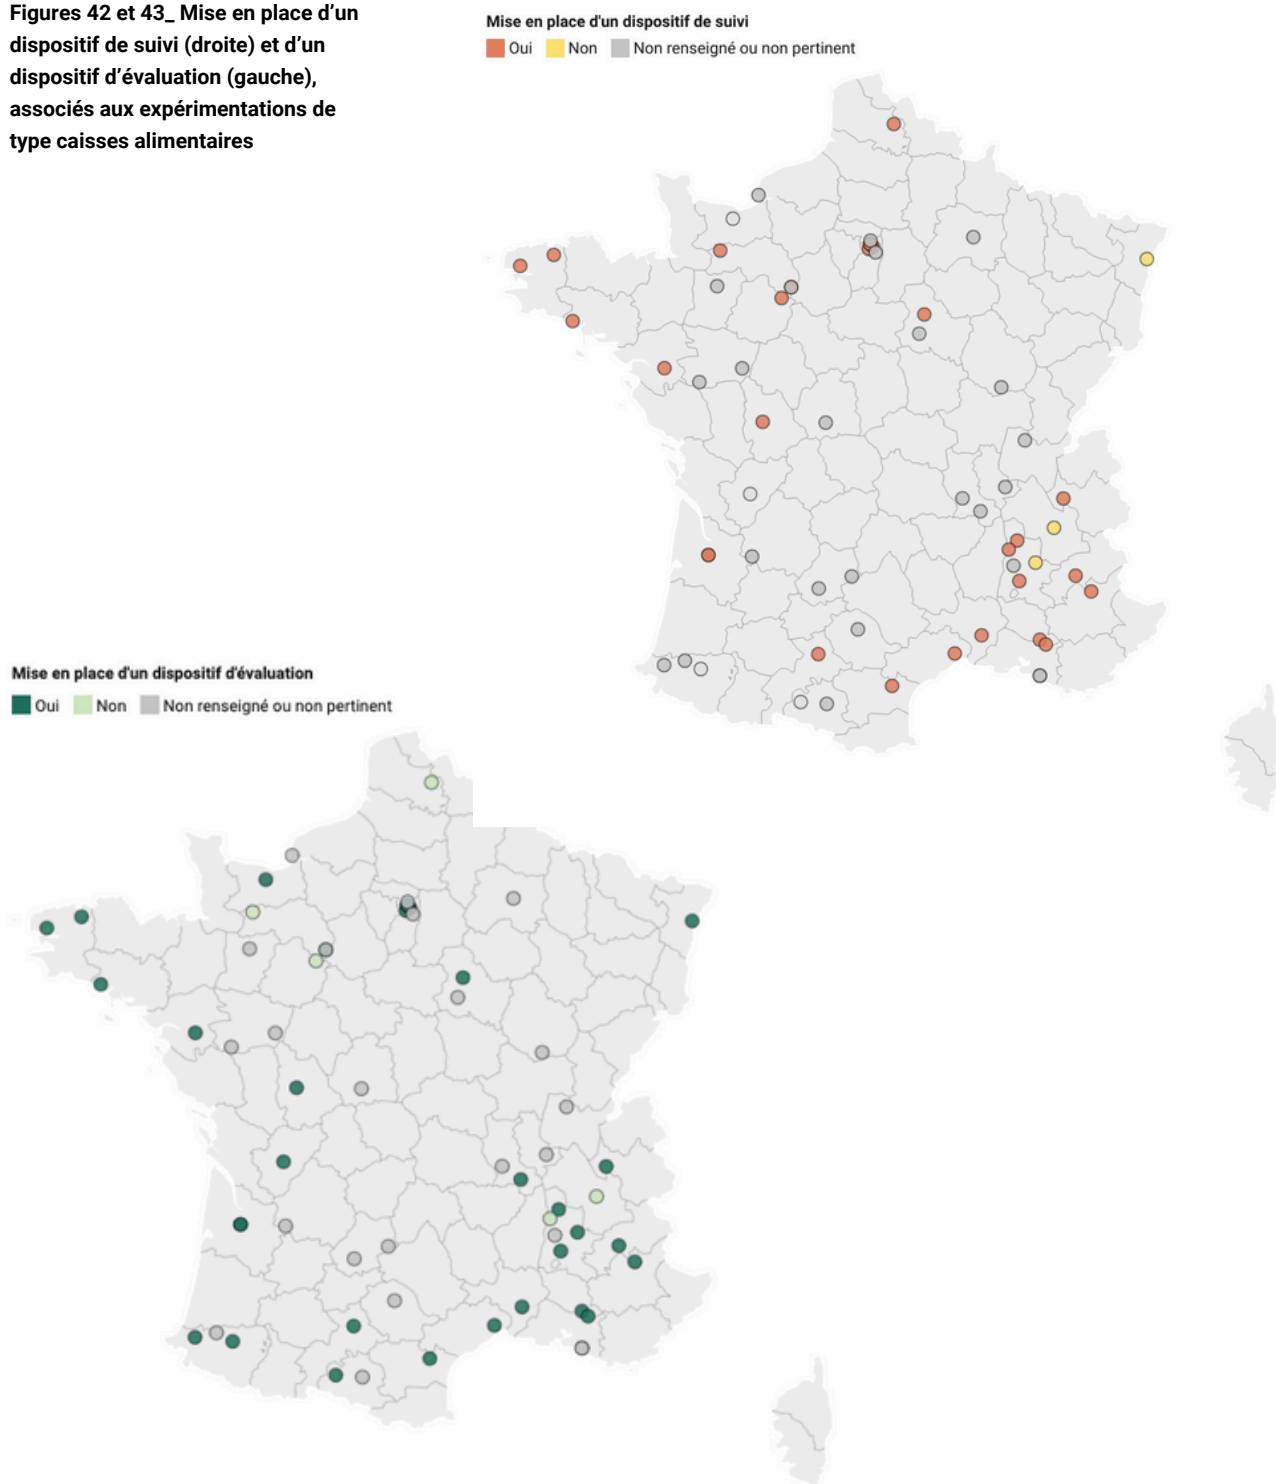 Figures 42 et 43_ Mise en place d’un
dispositif de suivi (droite) et d’un
dispositif d’évaluation (gauche),
associés aux expérimentations de
type caisses alimentaires
Mise en place d'un dispositif de suivi
Oui Non Non renseigné ou non pertinent
Mise en place d'un dispositif d'évaluation
Oui Non Non renseigné ou non pertinent